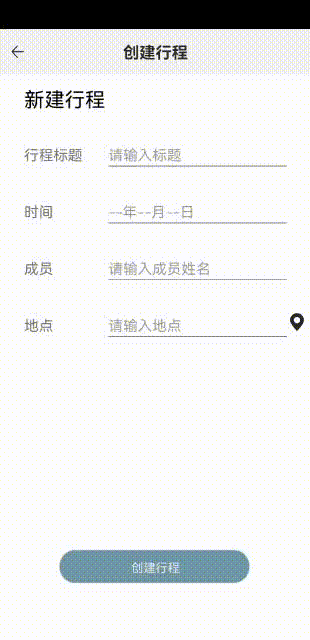 创建行程
新建行程
行程标题 请输入标题
时间 --年--月--日
成员 请输入成员姓名
地点 请输入地点
创建行程